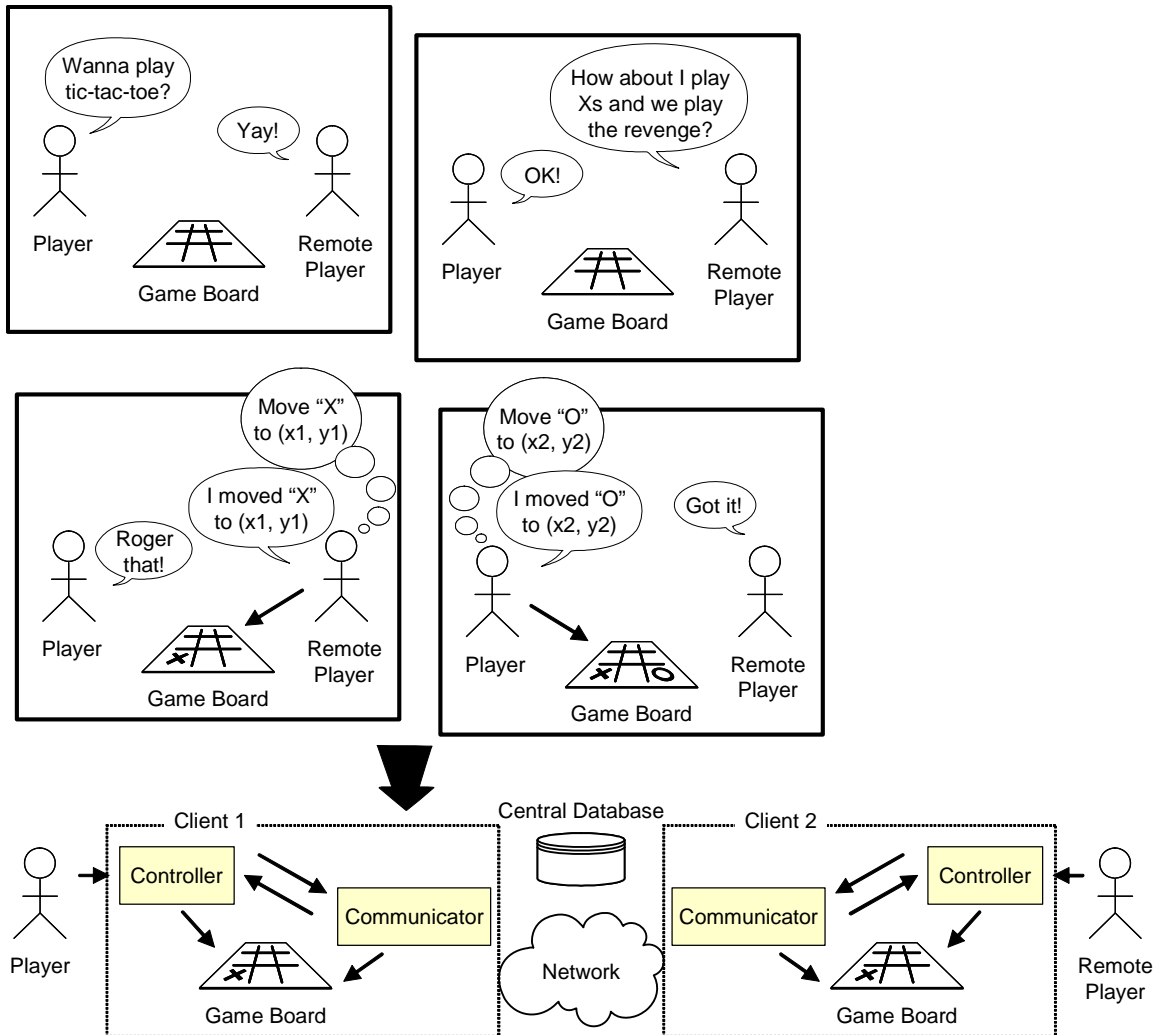 Wanna play
tic-tac-toe?
Yay!
Player
Remote
Player
Game Board
How about I play
Xs and we play
the revenge?
OK!
Player
Remote
Player
Game Board
Move “X”
to (x1, y1)
I moved “X”
to (x1, y1)
Roger
that!
Player
Remote
Player
Game Board
Move “O”
to (x2, y2)
I moved “O”
to (x2, y2)
Got it!
Player
Remote
Player
Game Board
Client 1
Central Database
Client 2
Controller
Communicator
Player
Game Board
Network
Controller
Communicator
Game Board
Remote
Player